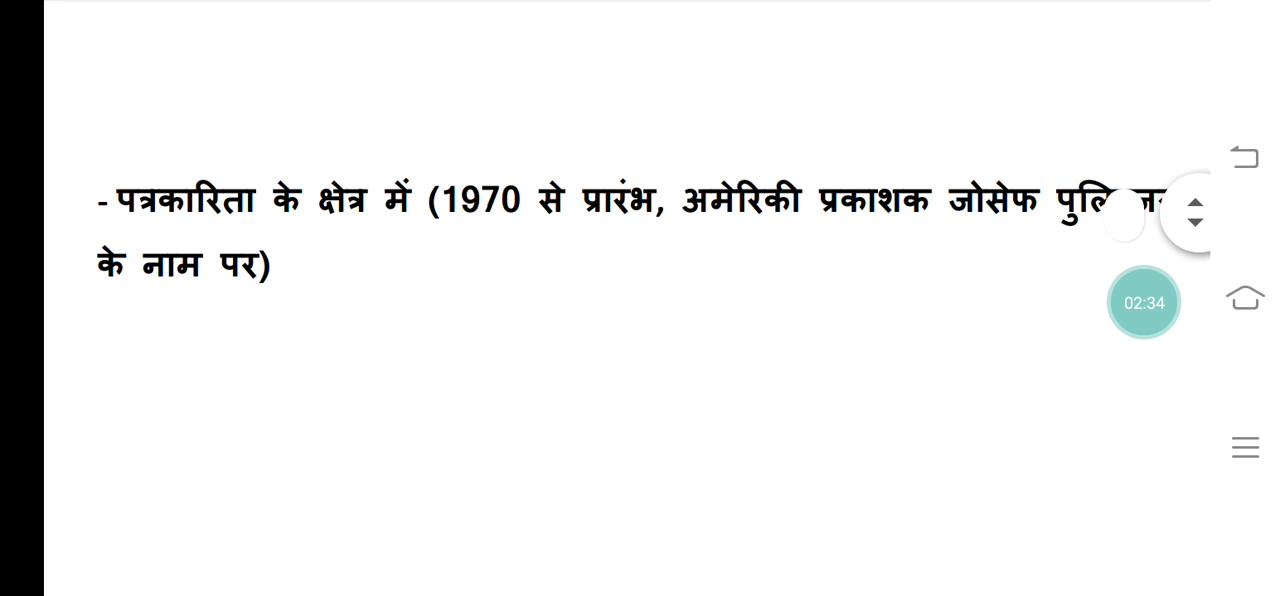 - पत्रकारिता के क्षेत्र में (1970 से प्रारंभ, अमेरिकी प्रकाशक जोसेफ
के नाम पर)
02:34